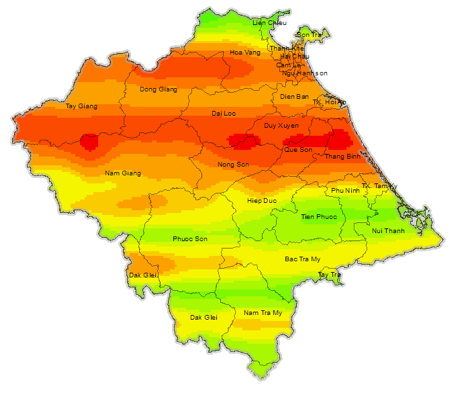 Lien Chieu
Son Tra
Thanh Khe
Hoa Vang
Hai Chau
Cam Le
Ngu Hanh Son
Dong Giang
Dien Ban
Tay Giang
TX. Hoi An
Dai Loc
Duy Xuyen
Que Son
Thang Binh
Nong Son
Nam Giang
TX. Tam Ky
Phu Ninh
Hiep Duc
Tien Phuoc
Nui Thanh
Phuoc Son
Bac Tra My
Dak Glei
Tay Tra
Dak Glei
Nam Tra My